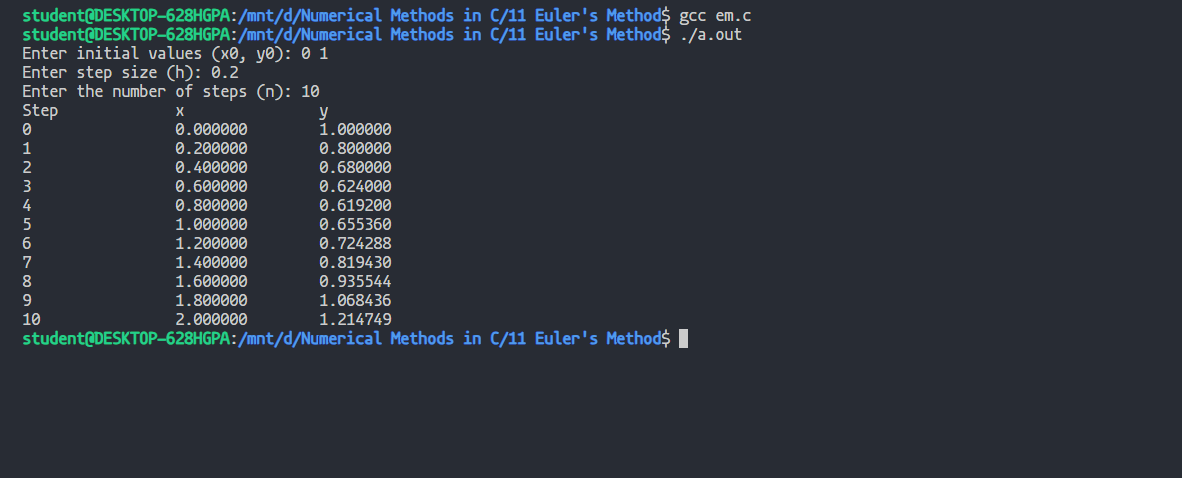 student@DESKTOP-628HGPA:/mnt/d/Numerical Methods in C/11 Euler's Method$ gcc em.c
student@DESKTOP-628HGPA:/mnt/d/Numerical Methods in C/11 Euler's Method$ ./a.out
Enter initial values (x0, y0): 0 1
Enter step size (h): 0.2
Enter the number of steps (n): 10
Step x y
0 0.000000 1.000000
1 0.200000 0.800000
2 0.400000 0.680000
3 0.600000 0.624000
4 0.800000 0.619200
5 1.000000 0.655360
6 1.200000 0.724288
7 1.400000 0.819430
8 1.600000 0.935544
9 1.800000 1.068436
10 2.000000 1.214749
student@DESKTOP-628HGPA:/mnt/d/Numerical Methods in C/11 Euler's Method$